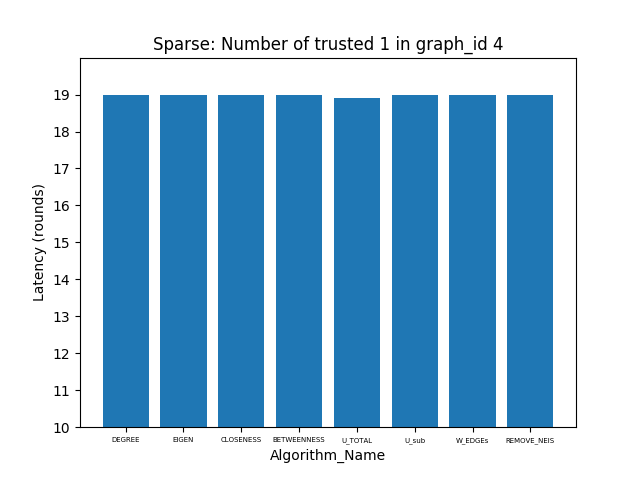 Sparse: Number of trusted 1 in graph_id 4
Latency (rounds)
19
18
17
16
15
14
13
12
11
10
DEGREE EIGEN CLOSENESS BETWEENNESS U_TOTAL U_sub W_EDGEs REMOVE_NEIS
Algorithm_Name